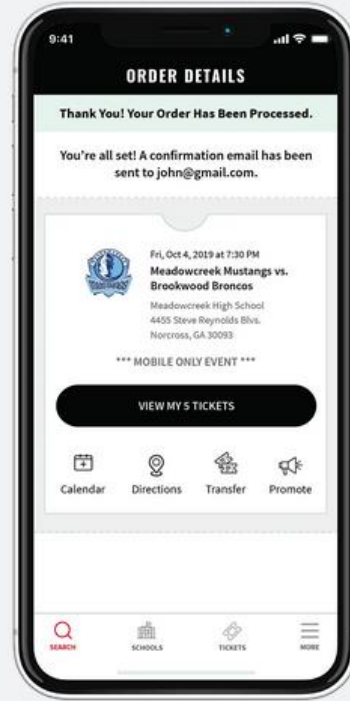 9:41
ORDER DETAILS
Thank You! Your Order Has Been Processed.
You're all set! A confirmation email has been
sent to john@gmail.com.
Fri, Oct 4, 2019 at 7:30 PM
Meadowcreek Mustangs vs.
Brookwood Broncos
Meadowcreek High School
4455 Steve Reynolds Blvs.
Norcross, GA 30093
*** MOBILE ONLY EVENT ***
VIEW MY 5 TICKETS
Calendar Directions Transfer Promote
SEARCH SCHOOLS TICKETS MORE